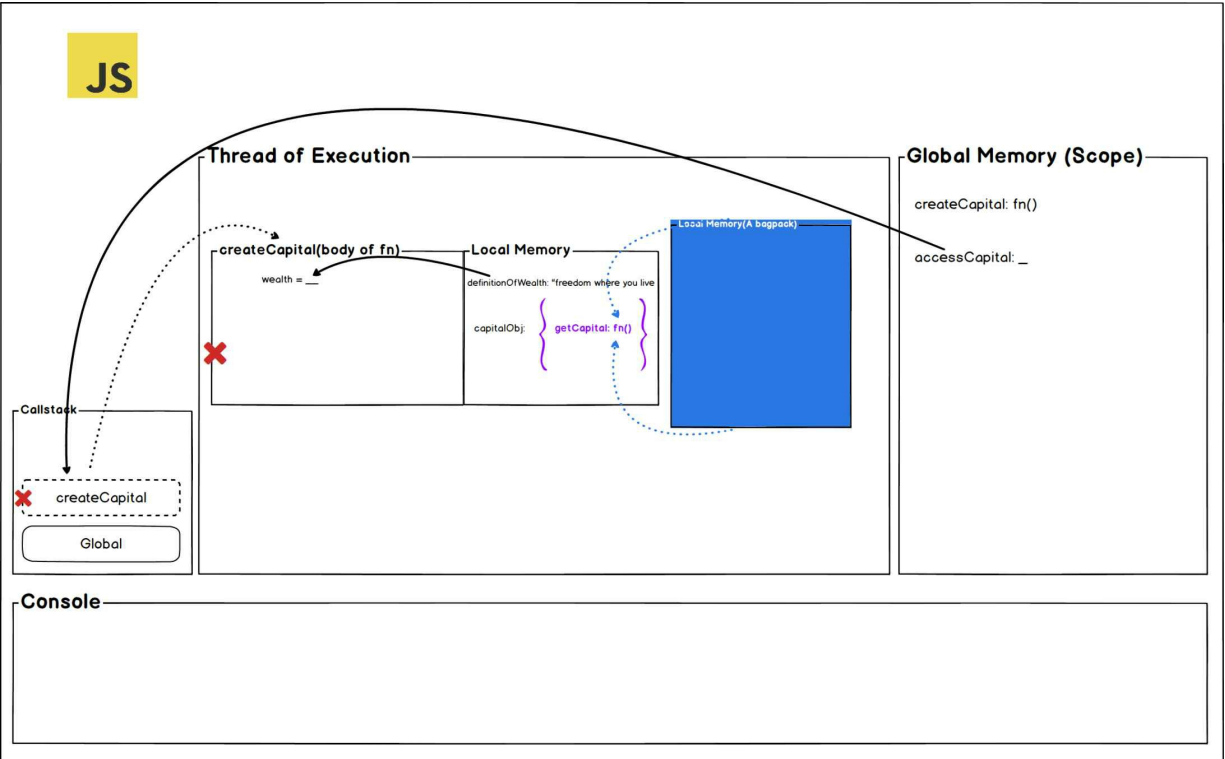 JS
Thread of Execution
Global Memory (Scope)
createCapital: fn()
accessCapital: _
Local Memory(A bagpack)
createCapital(body of fn)
Local Memory
wealth = __
definitionOfWealth: "freedom where you live
capitalObj:
{ getCapital: fn() }
Callstack
createCapital
Global
Console